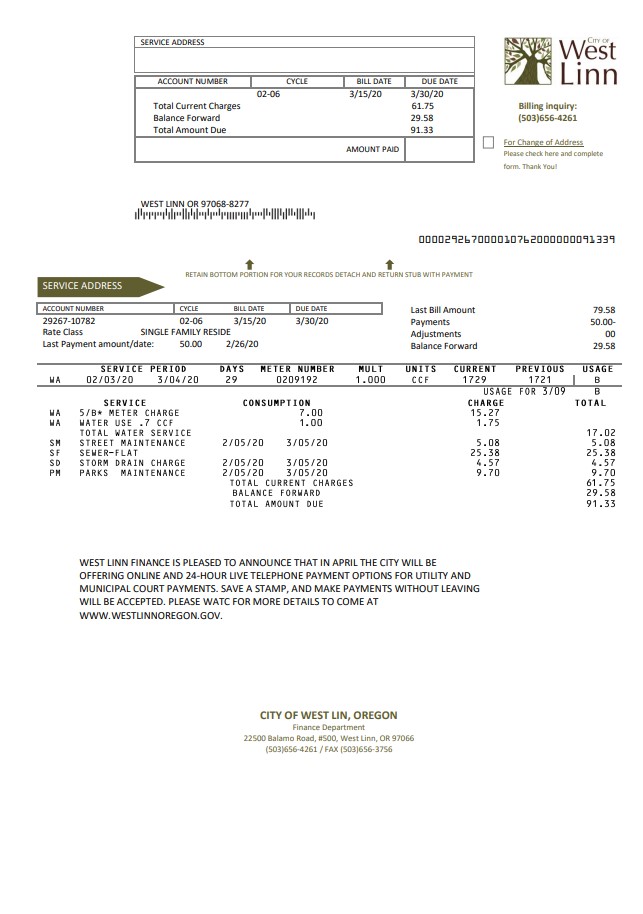 SERVICE ADDRESS
CITY OF
West
Linn
ACCOUNT NUMBER CYCLE BILL DATE DUE DATE
02-06 3/15/20 3/30/20
Total Current Charges 61.75
Balance Forward 29.58
Total Amount Due 91.33
AMOUNT PAID
Billing inquiry:
(503)656-4261
For Change of Address
Please check here and complete
form. Thank You!
WEST LINN OR 97068-8277
0000292670000107620000000091339
RETAIN BOTTOM PORTION FOR YOUR RECORDS DETACH AND RETURN STUB WITH PAYMENT
SERVICE ADDRESS
ACCOUNT NUMBER CYCLE BILL DATE DUE DATE
29267-10782 02-06 3/15/20 3/30/20
Rate Class SINGLE FAMILY RESIDE
Last Payment amount/date: 50.00 2/26/20
Last Bill Amount 79.58
Payments 50.00-
Adjustments 00
Balance Forward 29.58
SERVICE PERIOD DAYS METER NUMBER MULT UNITS CURRENT PREVIOUS USAGE
WA 02/03/20 3/04/20 29 0209192 1.000 CCF 1729 1721 B
USAGE FOR 3/09 B
SERVICE CONSUMPTION CHARGE TOTAL
WA 5/B* METER CHARGE 7.00 15.27
WA WATER USE .7 CCF 1.00 1.75
TOTAL WATER SERVICE 17.02
SM STREET MAINTENANCE 2/05/20 3/05/20 5.08 5.08
SF SEWER-FLAT 25.38 25.38
SD STORM DRAIN CHARGE 2/05/20 3/05/20 4.57 4.57
PM PARKS MAINTENANCE 2/05/20 3/05/20 9.70 9.70
TOTAL CURRENT CHARGES 61.75
BALANCE FORWARD 29.58
TOTAL AMOUNT DUE 91.33
WEST LINN FINANCE IS PLEASED TO ANNOUNCE THAT IN APRIL THE CITY WILL BE
OFFERING ONLINE AND 24-HOUR LIVE TELEPHONE PAYMENT OPTIONS FOR UTILITY AND
MUNICIPAL COURT PAYMENTS. SAVE A STAMP, AND MAKE PAYMENTS WITHOUT LEAVING
WILL BE ACCEPTED. PLEASE WATC FOR MORE DETAILS TO COME AT
WWW.WESTLINNOREGON.GOV.
CITY OF WEST LIN, OREGON
Finance Department
22500 Balamo Road, #500, West Linn, OR 97066
(503)656-4261 / FAX (503)656-3756